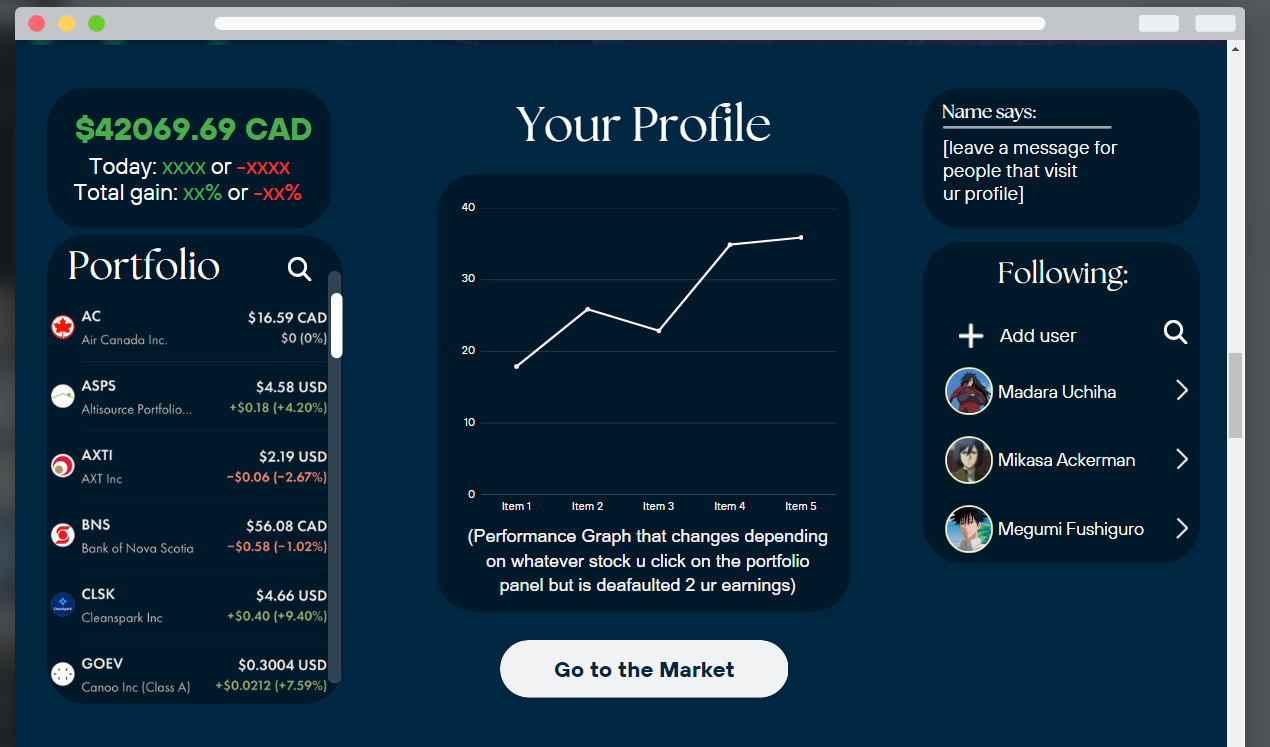 $42069.69 CAD
Today: xxxx or -xxxx
Total gain: xx% or -xx%
Portfolio
AC
$16.59 CAD
Air Canada Inc.
$0 (0%)
ASPS
$4.58 USD
Altisource Portfolio...
+$0.18 (+4.20%)
AXTI
$2.19 USD
AXT Inc
−$0.06 (−2.67%)
BNS
$56.08 CAD
Bank of Nova Scotia
−$0.58 (−1.02%)
CLSK
$4.66 USD
Cleanspark Inc
+$0.40 (+9.40%)
GOEV
$0.3004 USD
Canoo Inc (Class A)
+$0.0212 (+7.59%)
Your Profile
40
30
20
10
0
Item 1 Item 2 Item 3 Item 4 Item 5
(Performance Graph that changes depending
on whatever stock u click on the portfolio
panel but is deafaulted 2 ur earnings)
Go to the Market
Name says:
[leave a message for
people that visit
ur profile]
Following:
Add user
Madara Uchiha
Mikasa Ackerman
Megumi Fushiguro